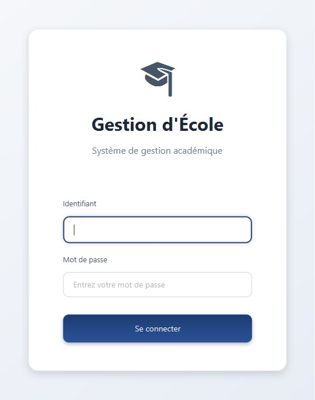 Gestion d'École
Système de gestion académique
Identifiant
Mot de passe
Entrez votre mot de passe
Se connecter